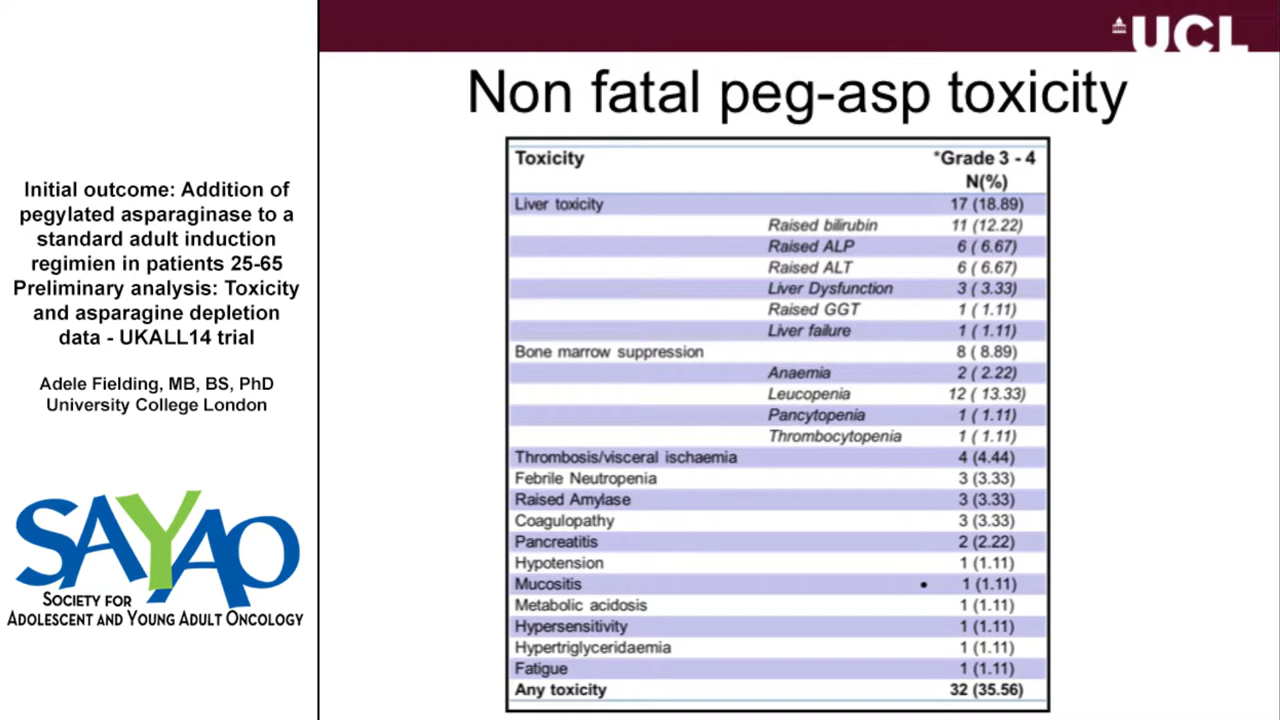 UCL
Non fatal peg-asp toxicity
Initial outcome: Addition of
pegylated asparaginase to a
standard adult induction
regimien in patients 25-65
Preliminary analysis: Toxicity
and asparagine depletion
data - UKALL14 trial
Adele Fielding, MB, BS, PhD
University College London
SAYAO
SOCIETY FOR
ADOLESCENT AND YOUNG ADULT ONCOLOGY
Toxicity *Grade 3 - 4
N(%)
Liver toxicity 17 (18.89)
Raised bilirubin 11 (12.22)
Raised ALP 6 ( 6.67)
Raised ALT 6 ( 6.67)
Liver Dysfunction 3 ( 3.33)
Raised GGT 1 ( 1.11)
Liver failure 1 ( 1.11)
Bone marrow suppression 8 ( 8.89)
Anaemia 2 ( 2.22)
Leucopenia 12 ( 13.33)
Pancytopenia 1 ( 1.11)
Thrombocytopenia 1 ( 1.11)
Thrombosis/visceral ischaemia 4 (4.44)
Febrile Neutropenia 3 (3.33)
Raised Amylase 3 (3.33)
Coagulopathy 3 (3.33)
Pancreatitis 2 (2.22)
Hypotension 1 (1.11)
Mucositis • 1 (1.11)
Metabolic acidosis 1 (1.11)
Hypersensitivity 1 (1.11)
Hypertriglyceridaemia 1 (1.11)
Fatigue 1 (1.11)
Any toxicity 32 (35.56)